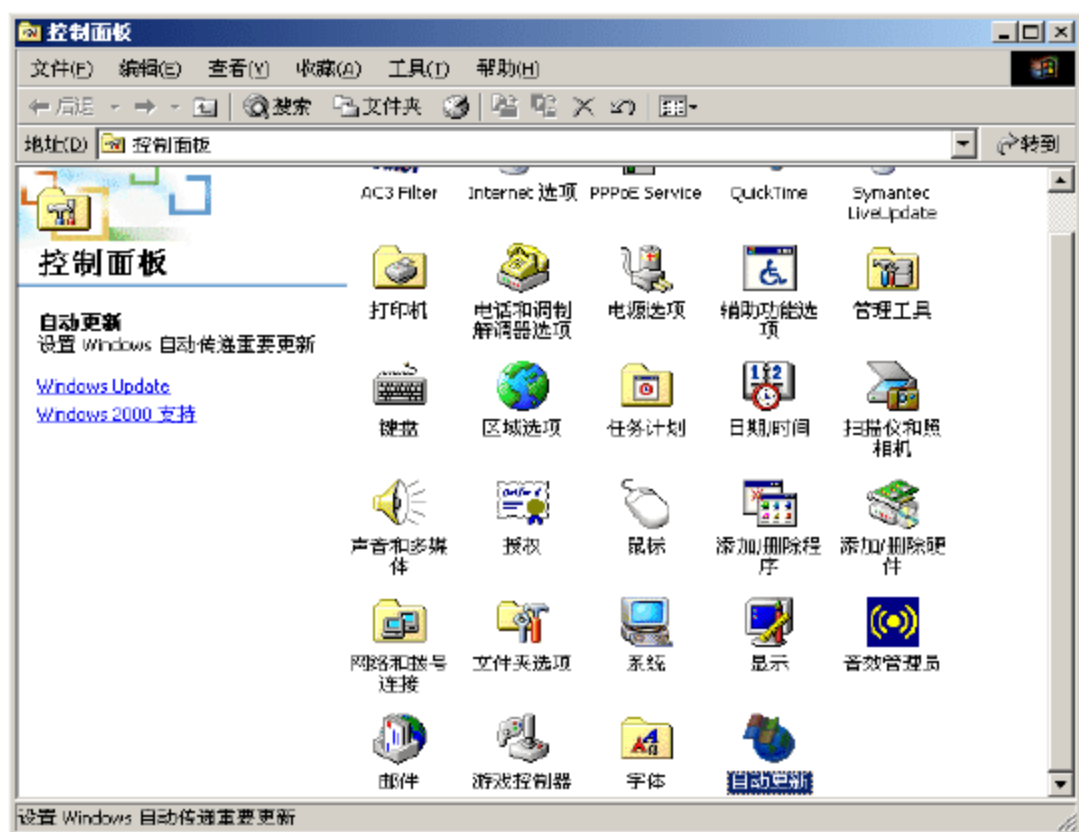 控制面板
文件(F) 编辑(E) 查看(V) 收藏(A) 工具(T) 帮助(H)
后退 搜索 文件夹
地址(D) 控制面板 转到
AC3 Filter Internet 选项 PPPoE Service QuickTime Symantec
LiveUpdate
控制面板
打印机 电话和调制 电源选项 辅助功能选 管理工具
解调器选项 项
自动更新
设置 Windows 自动传递重要更新
Windows Update
Windows 2000 支持
键盘 区域选项 任务计划 日期/时间 扫描仪和照
相机
声音和多媒 授权 鼠标 添加/删除程 添加/删除硬
体 序 件
网络和拨号 文件夹选项 系统 显示 音效管理员
连接
邮件 游戏控制器 字体 自动更新
设置 Windows 自动传递重要更新